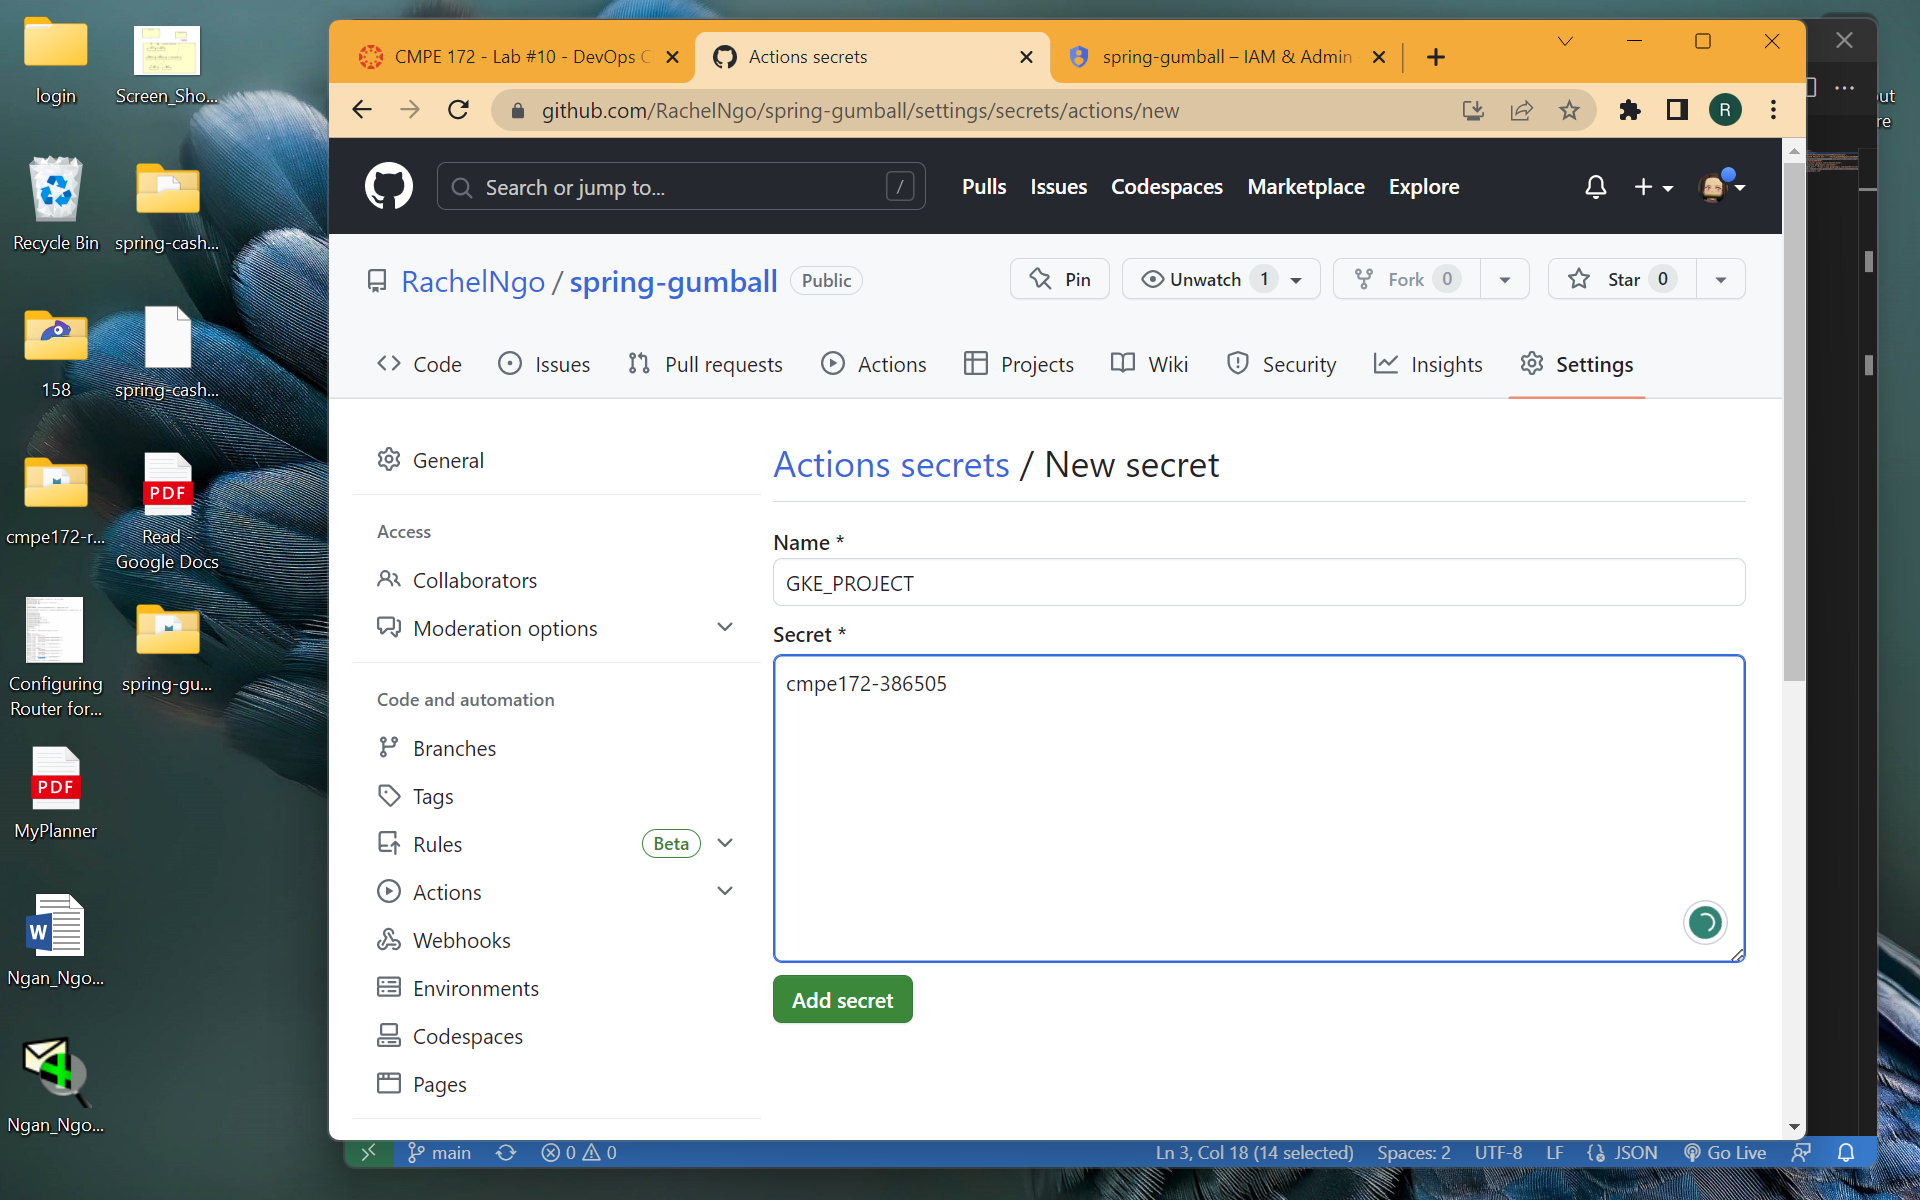 login
Screen_Sho...
Recycle Bin
spring-cash...
158
spring-cash...
cmpe172-r...
PDF
Read -
Google Docs
Configuring
Router for...
spring-gu...
PDF
MyPlanner
W
Ngan_Ngo...
Ngan_Ngo...
CMPE 172 - Lab #10 - DevOps C
Actions secrets
spring-gumball – IAM & Admin
github.com/RachelNgo/spring-gumball/settings/secrets/actions/new
R
Search or jump to...
/
Pulls
Issues
Codespaces
Marketplace
Explore
RachelNgo / spring-gumball
Public
Pin
Unwatch 1
Fork 0
Star 0
Code
Issues
Pull requests
Actions
Projects
Wiki
Security
Insights
Settings
General
Access
Collaborators
Moderation options
Code and automation
Branches
Tags
Rules
Beta
Actions
Webhooks
Environments
Codespaces
Pages
Actions secrets / New secret
Name *
GKE_PROJECT
Secret *
cmpe172-386505
Add secret
main
0 0
Ln 3, Col 18 (14 selected)
Spaces: 2
UTF-8
LF
JSON
Go Live